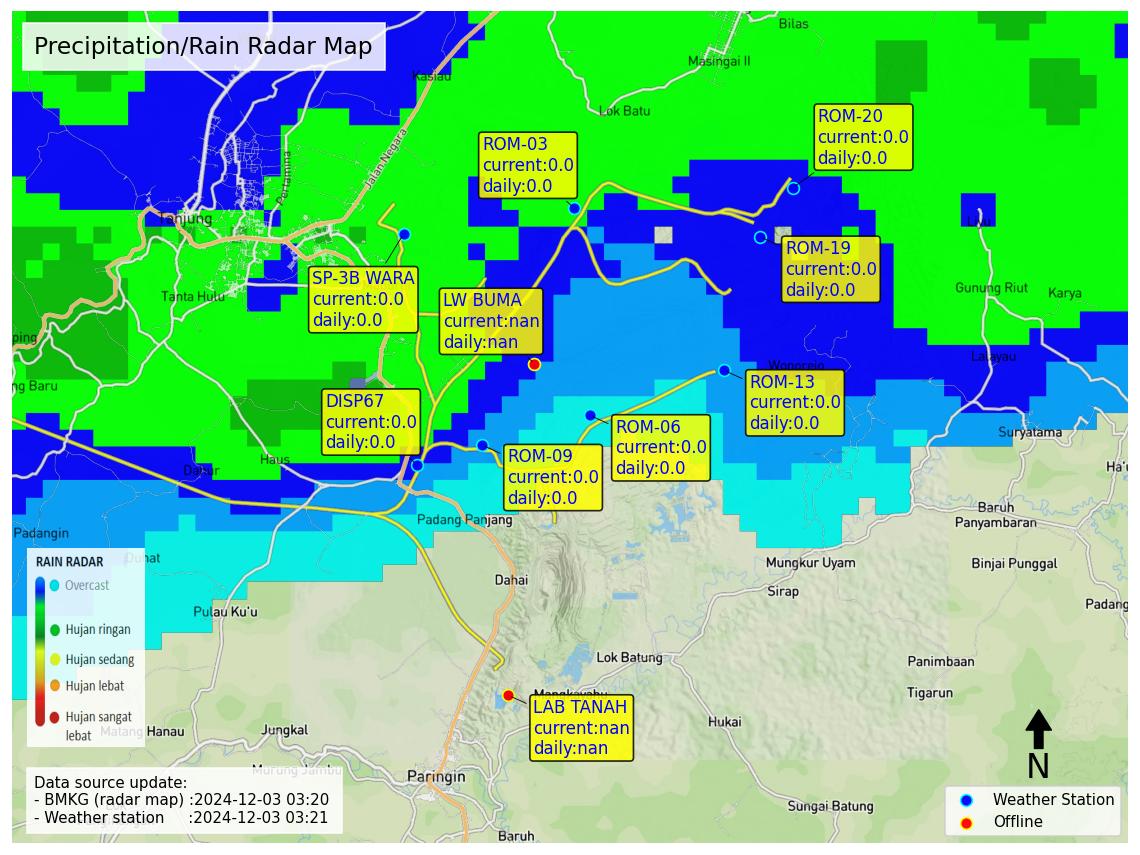 Precipitation/Rain Radar Map
Bilas
Masingai II
Kasiau
Lok Batu
ROM-20
current:0.0
daily:0.0
ROM-03
current:0.0
daily:0.0
Jalan Negara
Pertamina
Tanjung
Liyu
ROM-19
current:0.0
daily:0.0
SP-3B WARA
current:0.0
daily:0.0
LW BUMA
current:nan
daily:nan
Tanta Hulu
Gunung Riut
Karya
ping
Lalayau
Wonorejo
ng Baru
ROM-13
current:0.0
daily:0.0
DISP67
current:0.0
daily:0.0
ROM-06
current:0.0
daily:0.0
Suryatama
ROM-09
current:0.0
daily:0.0
Haus
Dahur
Ha'u
Padang Panjang
Baruh
Panyambaran
Padangin
RAIN RADAR
Overcast
Hujan ringan
Hujan sedang
Hujan lebat
Hujan sangat
lebat
Mungkur Uyam
Binjai Punggal
Dahai
Sirap
Padang
Pulau Ku'u
Lok Batung
Panimbaan
Tigarun
LAB TANAH
current:nan
daily:nan
Hukai
Matang Hanau
Jungkal
Murung Jambu
Paringin
Sungai Batung
Baruh
Data source update:
- BMKG (radar map) :2024-12-03 03:20
- Weather station :2024-12-03 03:21
N
Weather Station
Offline